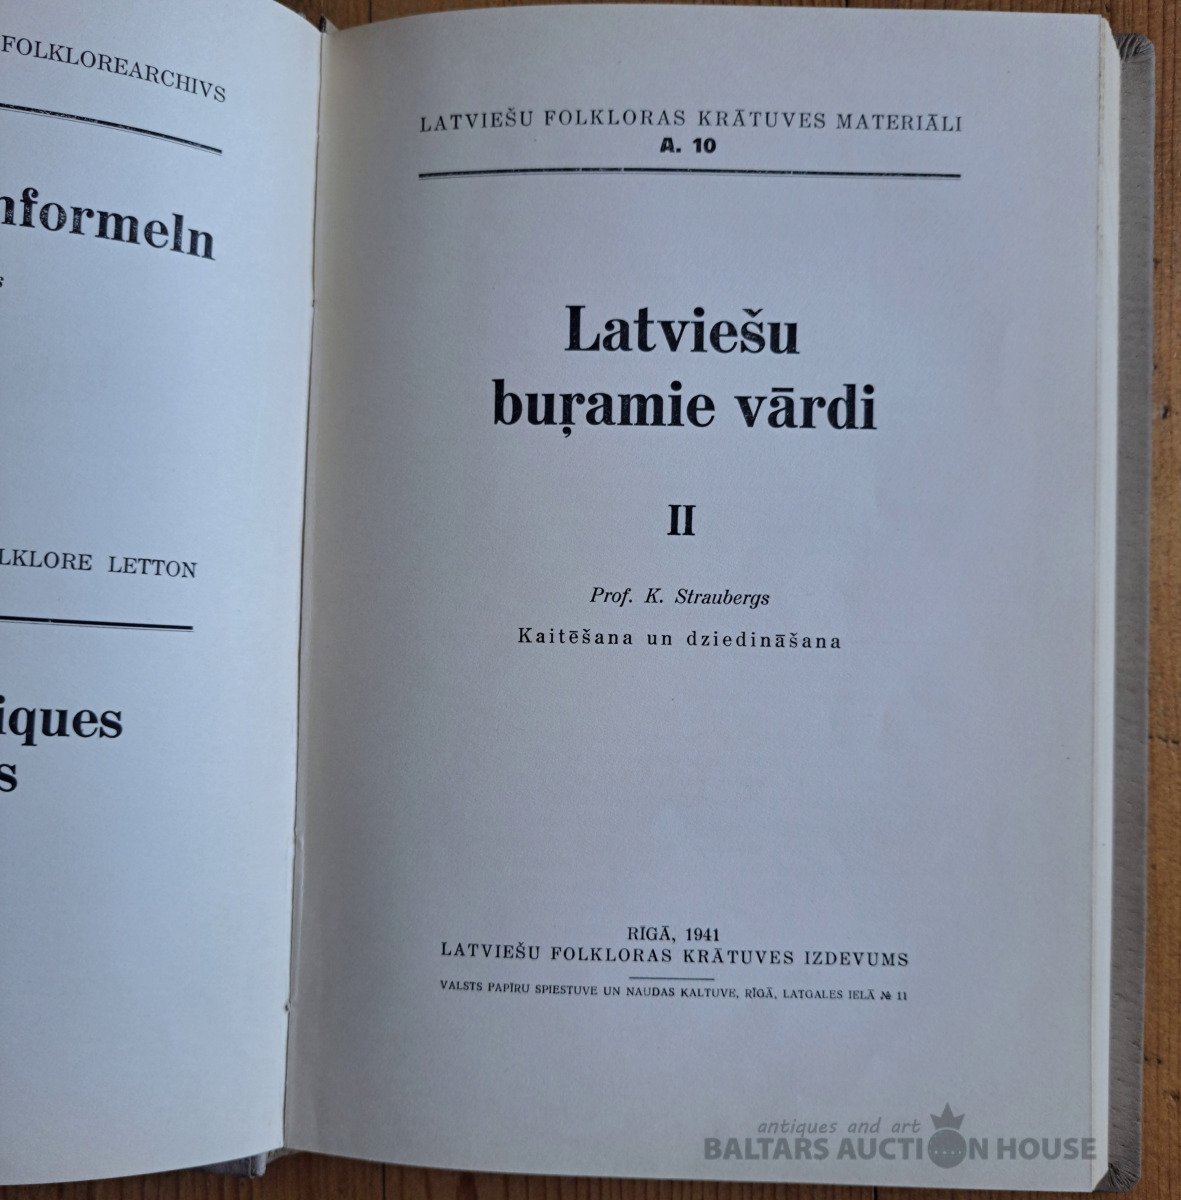 FOLKLOREARCHIVS
nformeln
s
LKLORE LETTON
iques
s
LATVIEŠU FOLKLORAS KRĀTUVES MATERIĀLI
A. 10
Latviešu
buŗamie vārdi
II
Prof. K. Straubergs
Kaitēšana un dziedināšana
RĪGĀ, 1941
LATVIEŠU FOLKLORAS KRĀTUVES IZDEVUMS
VALSTS PAPĪRU SPIESTUVE UN NAUDAS KALTUVE, RĪGĀ, LATGALES IELĀ № 11
antiques and art
BALTARS AUCTION HOUSE